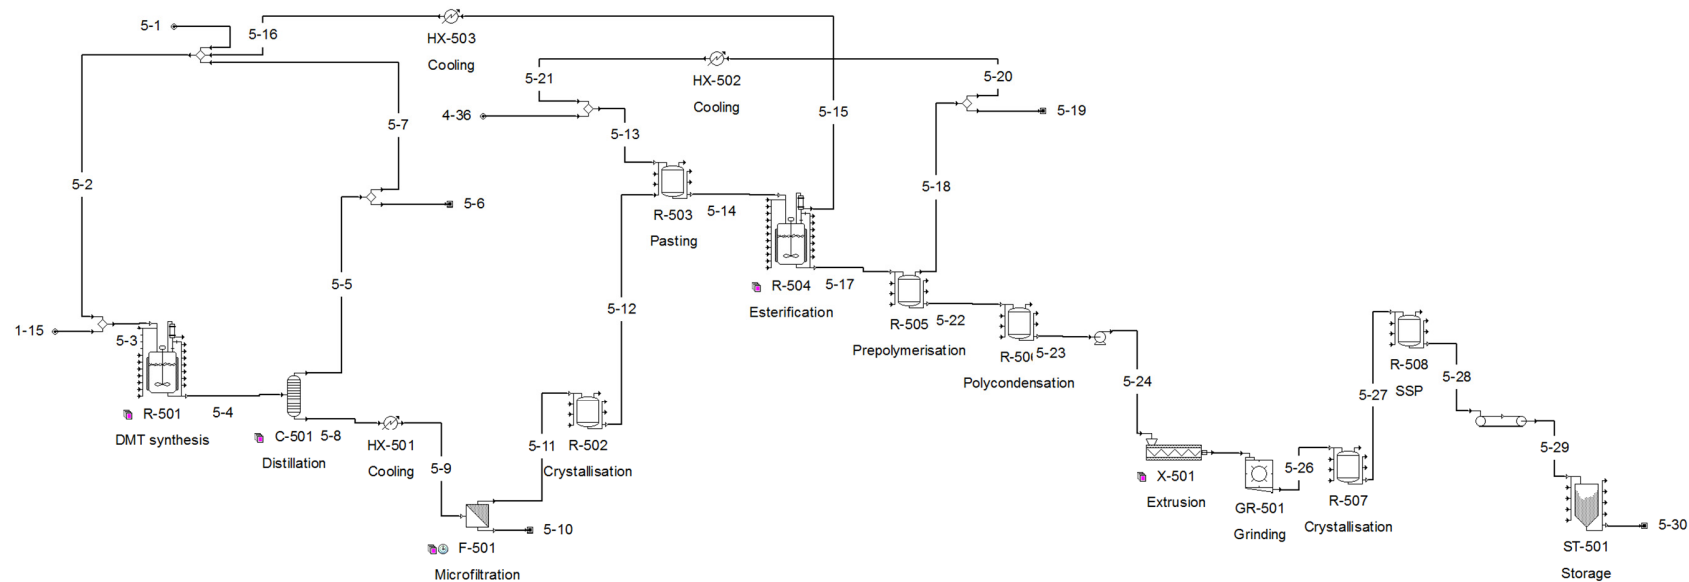 5-1
5-16
HX-503
Cooling
5-21
HX-502
Cooling
5-20
5-15
5-19
4-36
5-7
5-13
5-2
5-18
5-6
R-503
Pasting
5-14
5-5
R-504
Esterification
5-17
5-12
1-15
5-3
R-505
Prepolymerisation
5-22
R-506
5-23
Polycondensation
R-508
SSP
5-28
5-24
5-27
R-501
DMT synthesis
5-4
C-501
Distillation
5-8
HX-501
Cooling
5-11
R-502
Crystallisation
5-9
X-501
Extrusion
GR-501
Grinding
5-26
R-507
Crystallisation
5-29
5-10
F-501
Microfiltration
5-30
ST-501
Storage